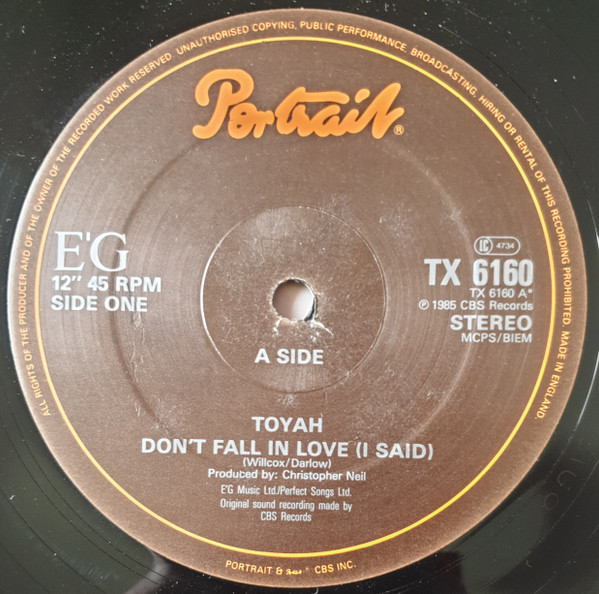 ALL RIGHTS OF THE PRODUCER AND OF THE OWNER OF THE RECORDED WORK RESERVED. UNAUTHORISED COPYING, PUBLIC PERFORMANCE, BROADCASTING, HIRING OR RENTAL OF THIS RECORDING PROHIBITED. MADE IN ENGLAND.
Portrait®
E'G
12" 45 RPM
SIDE ONE
LC 4734
TX 6160
TX 6160 A*
℗ 1985 CBS Records
STEREO
MCPS/BIEM
A SIDE
TOYAH
DON'T FALL IN LOVE (I SAID)
(Willcox/Darlow)
Produced by: Christopher Neil
E'G Music Ltd./Perfect Songs Ltd.
Original sound recording made by
CBS Records
PORTRAIT & CBS INC.